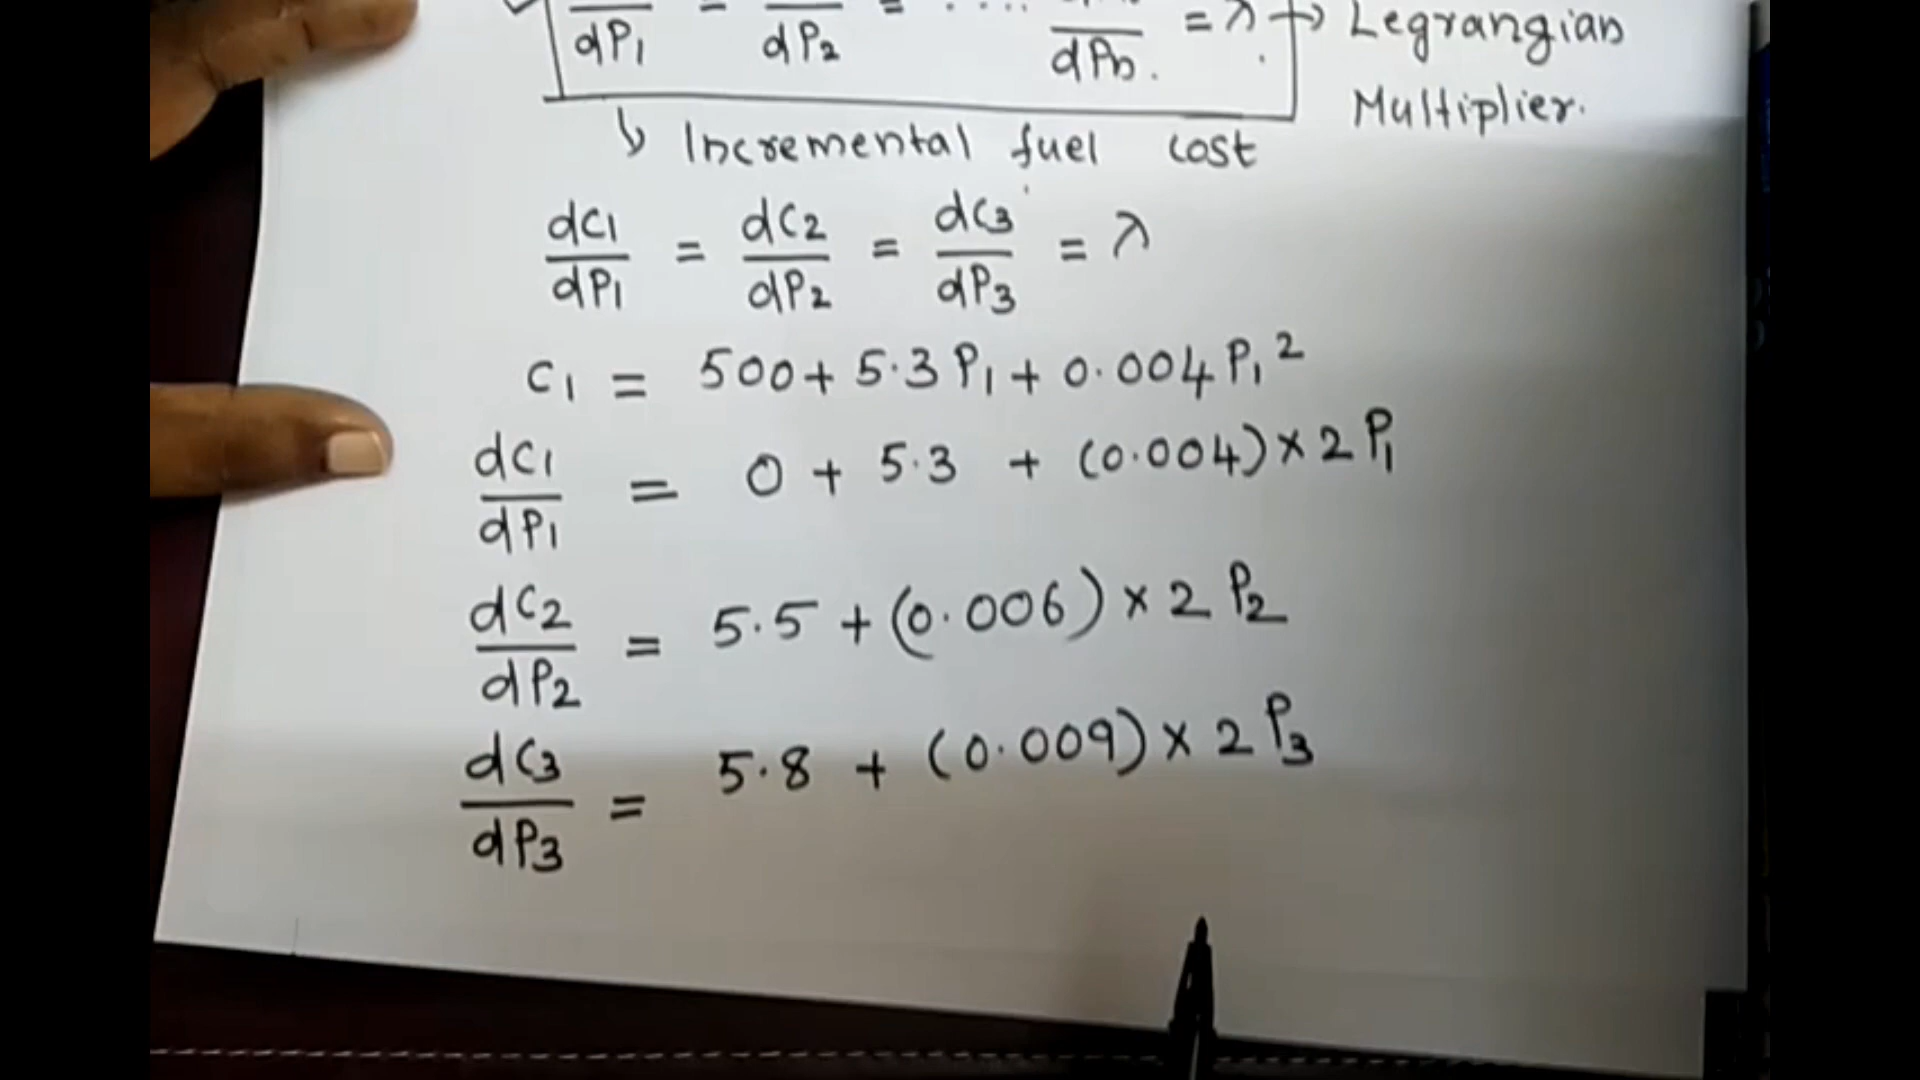 dP1 = dP2 = .... dPn. = λ → Legrangian
Multiplier.
↳ Incremental fuel cost
dC1/dP1 = dC2/dP2 = dC3/dP3 = λ
C1 = 500 + 5.3 P1 + 0.004 P1²
dC1/dP1 = 0 + 5.3 + (0.004) × 2 P1
dC2/dP2 = 5.5 + (0.006) × 2 P2
dC3/dP3 = 5.8 + (0.009) × 2 P3